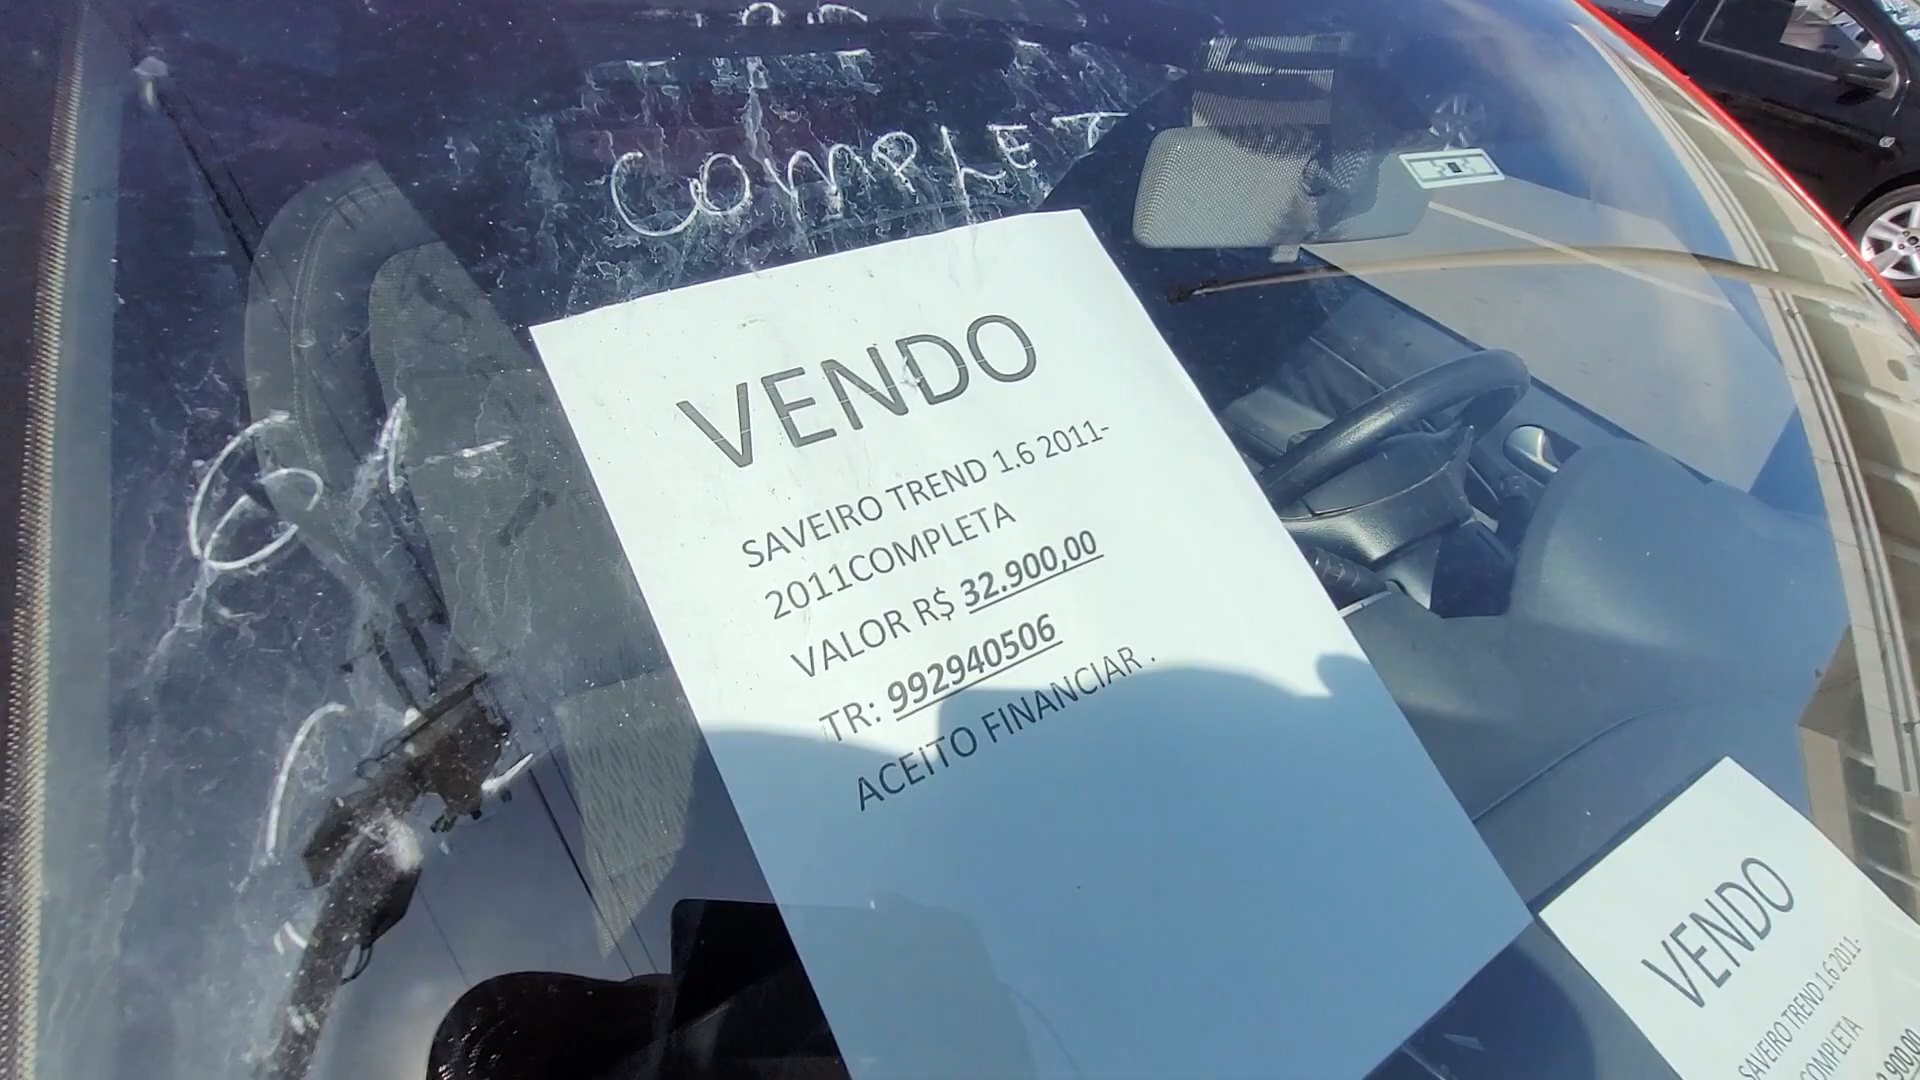 COMPLET
VENDO
SAVEIRO TREND 1.6 2011-
2011COMPLETA
VALOR R$ 32.900,00
TR: 992940506
ACEITO FINANCIAR .
VENDO
SAVEIRO TREND 1.6 2011-
COMPLETA